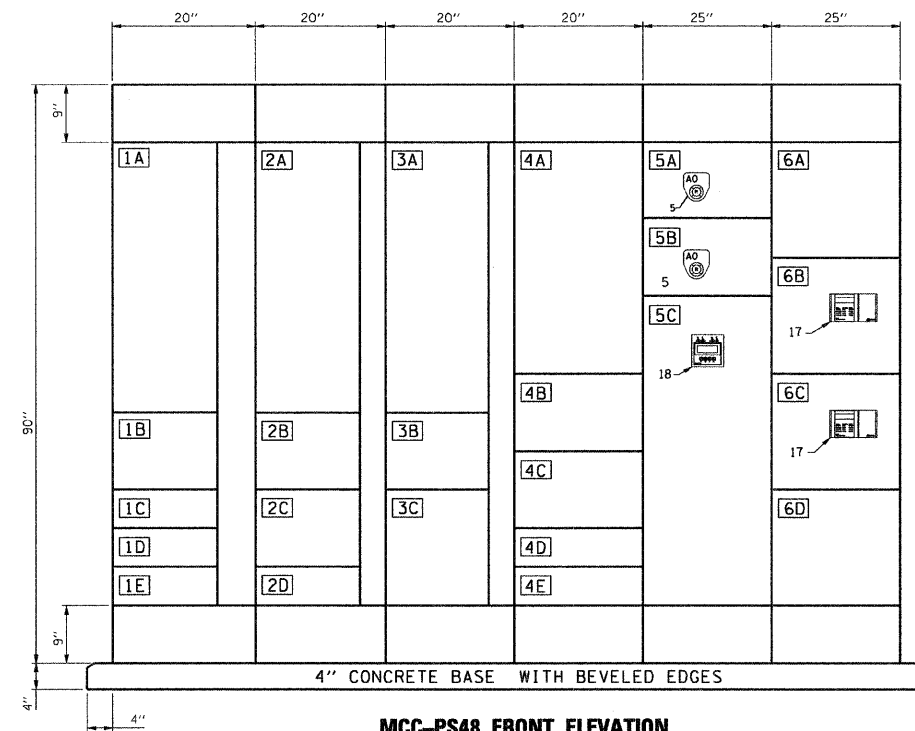 20" 20" 20" 20" 25" 25"
9"
1A 2A 3A 4A 5A 6A
AO
5
5B
AO
5
6B
17
5C
18
90"
4B
6C
17
1B 2B 3B
4C
1C 2C 3C 6D
1D 4D
1E 2D 4E
9"
4" CONCRETE BASE WITH BEVELED EDGES
4"
4"
MCC-PS48 FRONT ELEVATION